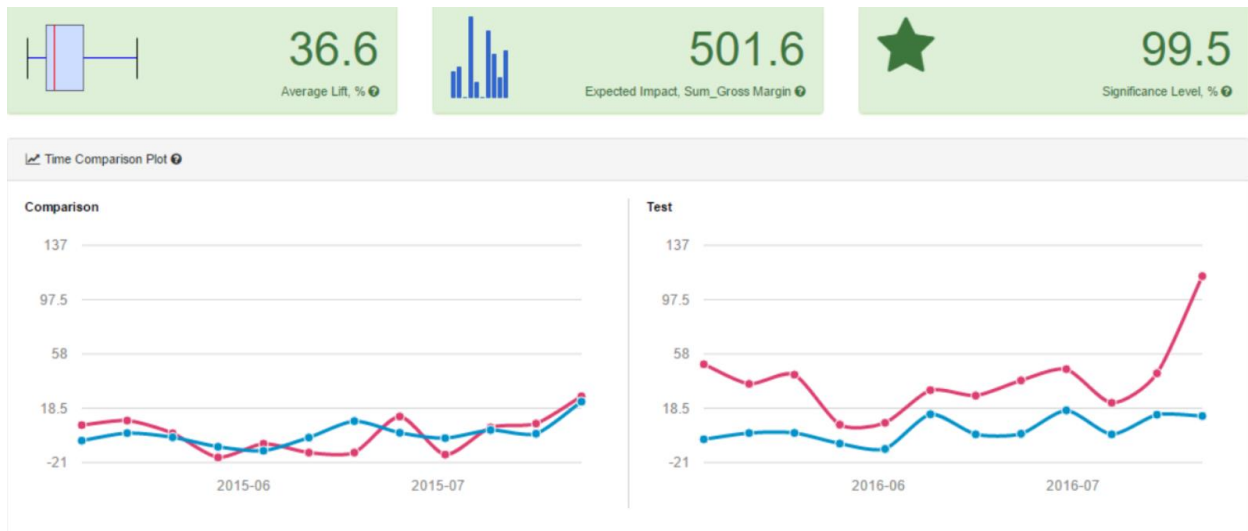 36.6
Average Lift, %
501.6
Expected Impact, Sum_Gross Margin
99.5
Significance Level, %
Time Comparison Plot
Comparison
137
97.5
58
18.5
-21
2015-06 2015-07
Test
137
97.5
58
18.5
-21
2016-06 2016-07